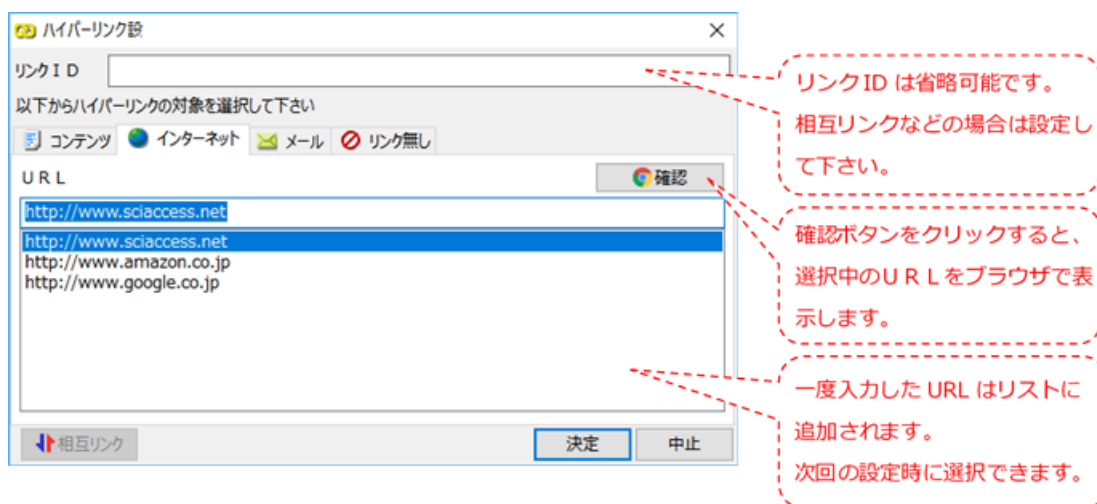 ハイパーリンク設
リンクＩＤ
以下からハイパーリンクの対象を選択して下さい
コンテンツ インターネット メール リンク無し
ＵＲＬ
確認
http://www.sciaccess.net
http://www.sciaccess.net
http://www.amazon.co.jp
http://www.google.co.jp
相互リンク
決定
中止
リンク ID は省略可能です。
相互リンクなどの場合は設定し
て下さい。
確認ボタンをクリックすると、
選択中のＵＲＬをブラウザで表
示します。
一度入力した URL はリストに
追加されます。
次回の設定時に選択できます。